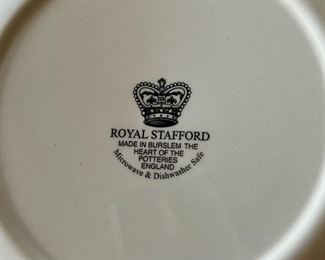 ROYAL STAFFORD
MADE IN BURSLEM THE
HEART OF THE
POTTERIES
ENGLAND
Microwave & Dishwasher Safe